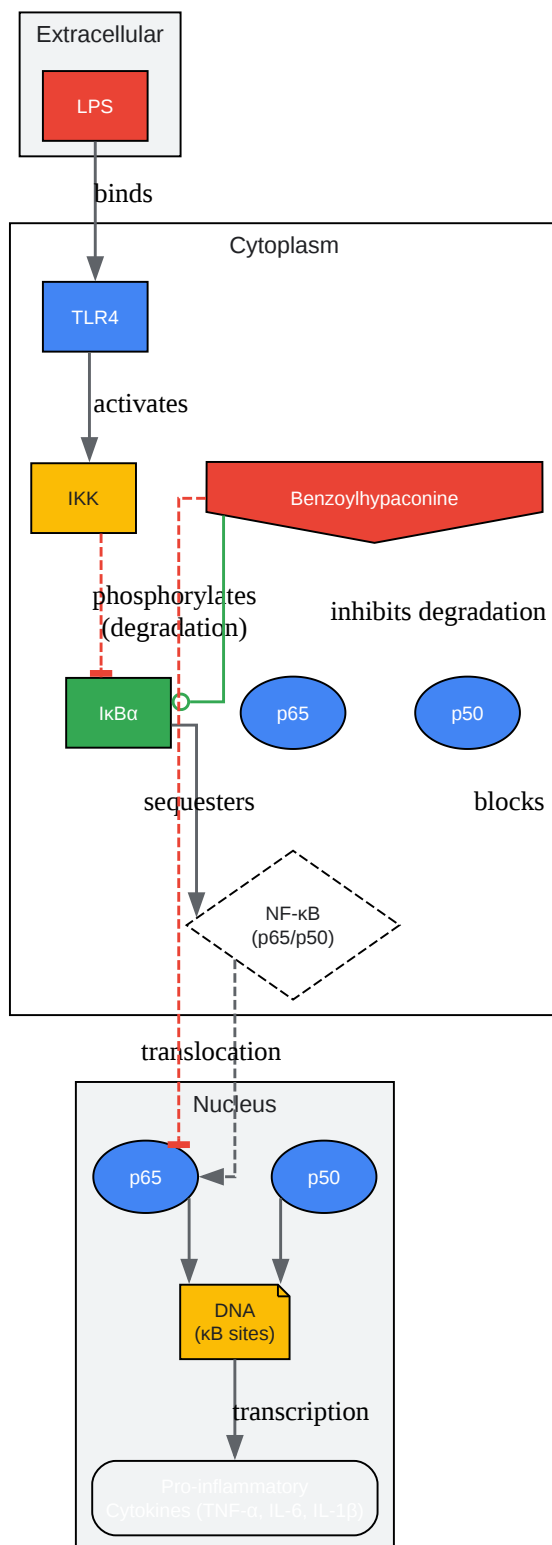 Extracellular
LPS
binds
Cytoplasm
TLR4
activates
IKK
Benzoylhypaconine
phosphorylates
(degradation)
inhibits degradation
IκBα
p65
p50
sequesters
blocks
NF-κB
(p65/p50)
translocation
Nucleus
p65
p50
DNA
(κB sites)
transcription
Pro-inflammatory
Cytokines (TNF-α, IL-6, IL-1β)